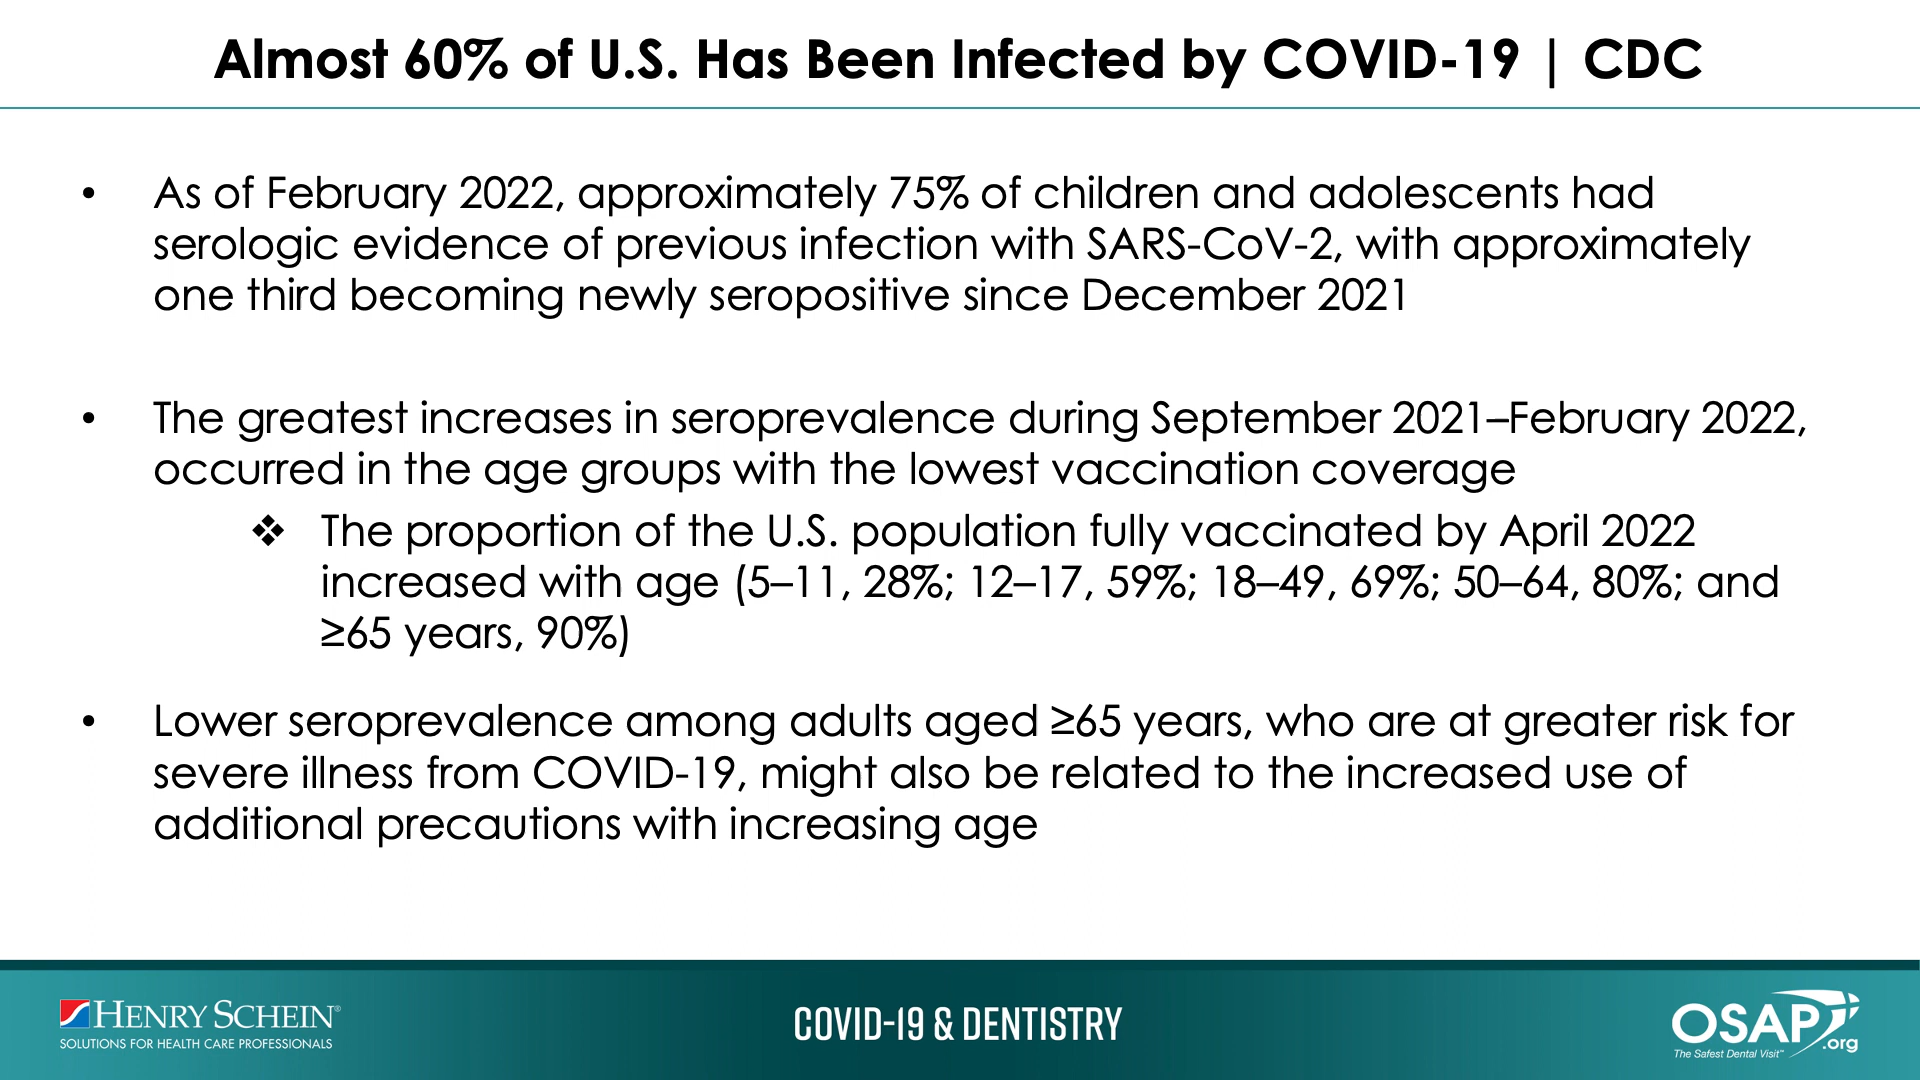 Almost 60% of U.S. Has Been Infected by COVID-19 | CDC
• As of February 2022, approximately 75% of children and adolescents had
serologic evidence of previous infection with SARS-CoV-2, with approximately
one third becoming newly seropositive since December 2021
• The greatest increases in seroprevalence during September 2021–February 2022,
occurred in the age groups with the lowest vaccination coverage
❖ The proportion of the U.S. population fully vaccinated by April 2022
increased with age (5–11, 28%; 12–17, 59%; 18–49, 69%; 50–64, 80%; and
≥65 years, 90%)
• Lower seroprevalence among adults aged ≥65 years, who are at greater risk for
severe illness from COVID-19, might also be related to the increased use of
additional precautions with increasing age
HENRY SCHEIN®
SOLUTIONS FOR HEALTH CARE PROFESSIONALS
COVID-19 & DENTISTRY
OSAP
.org
The Safest Dental Visit™